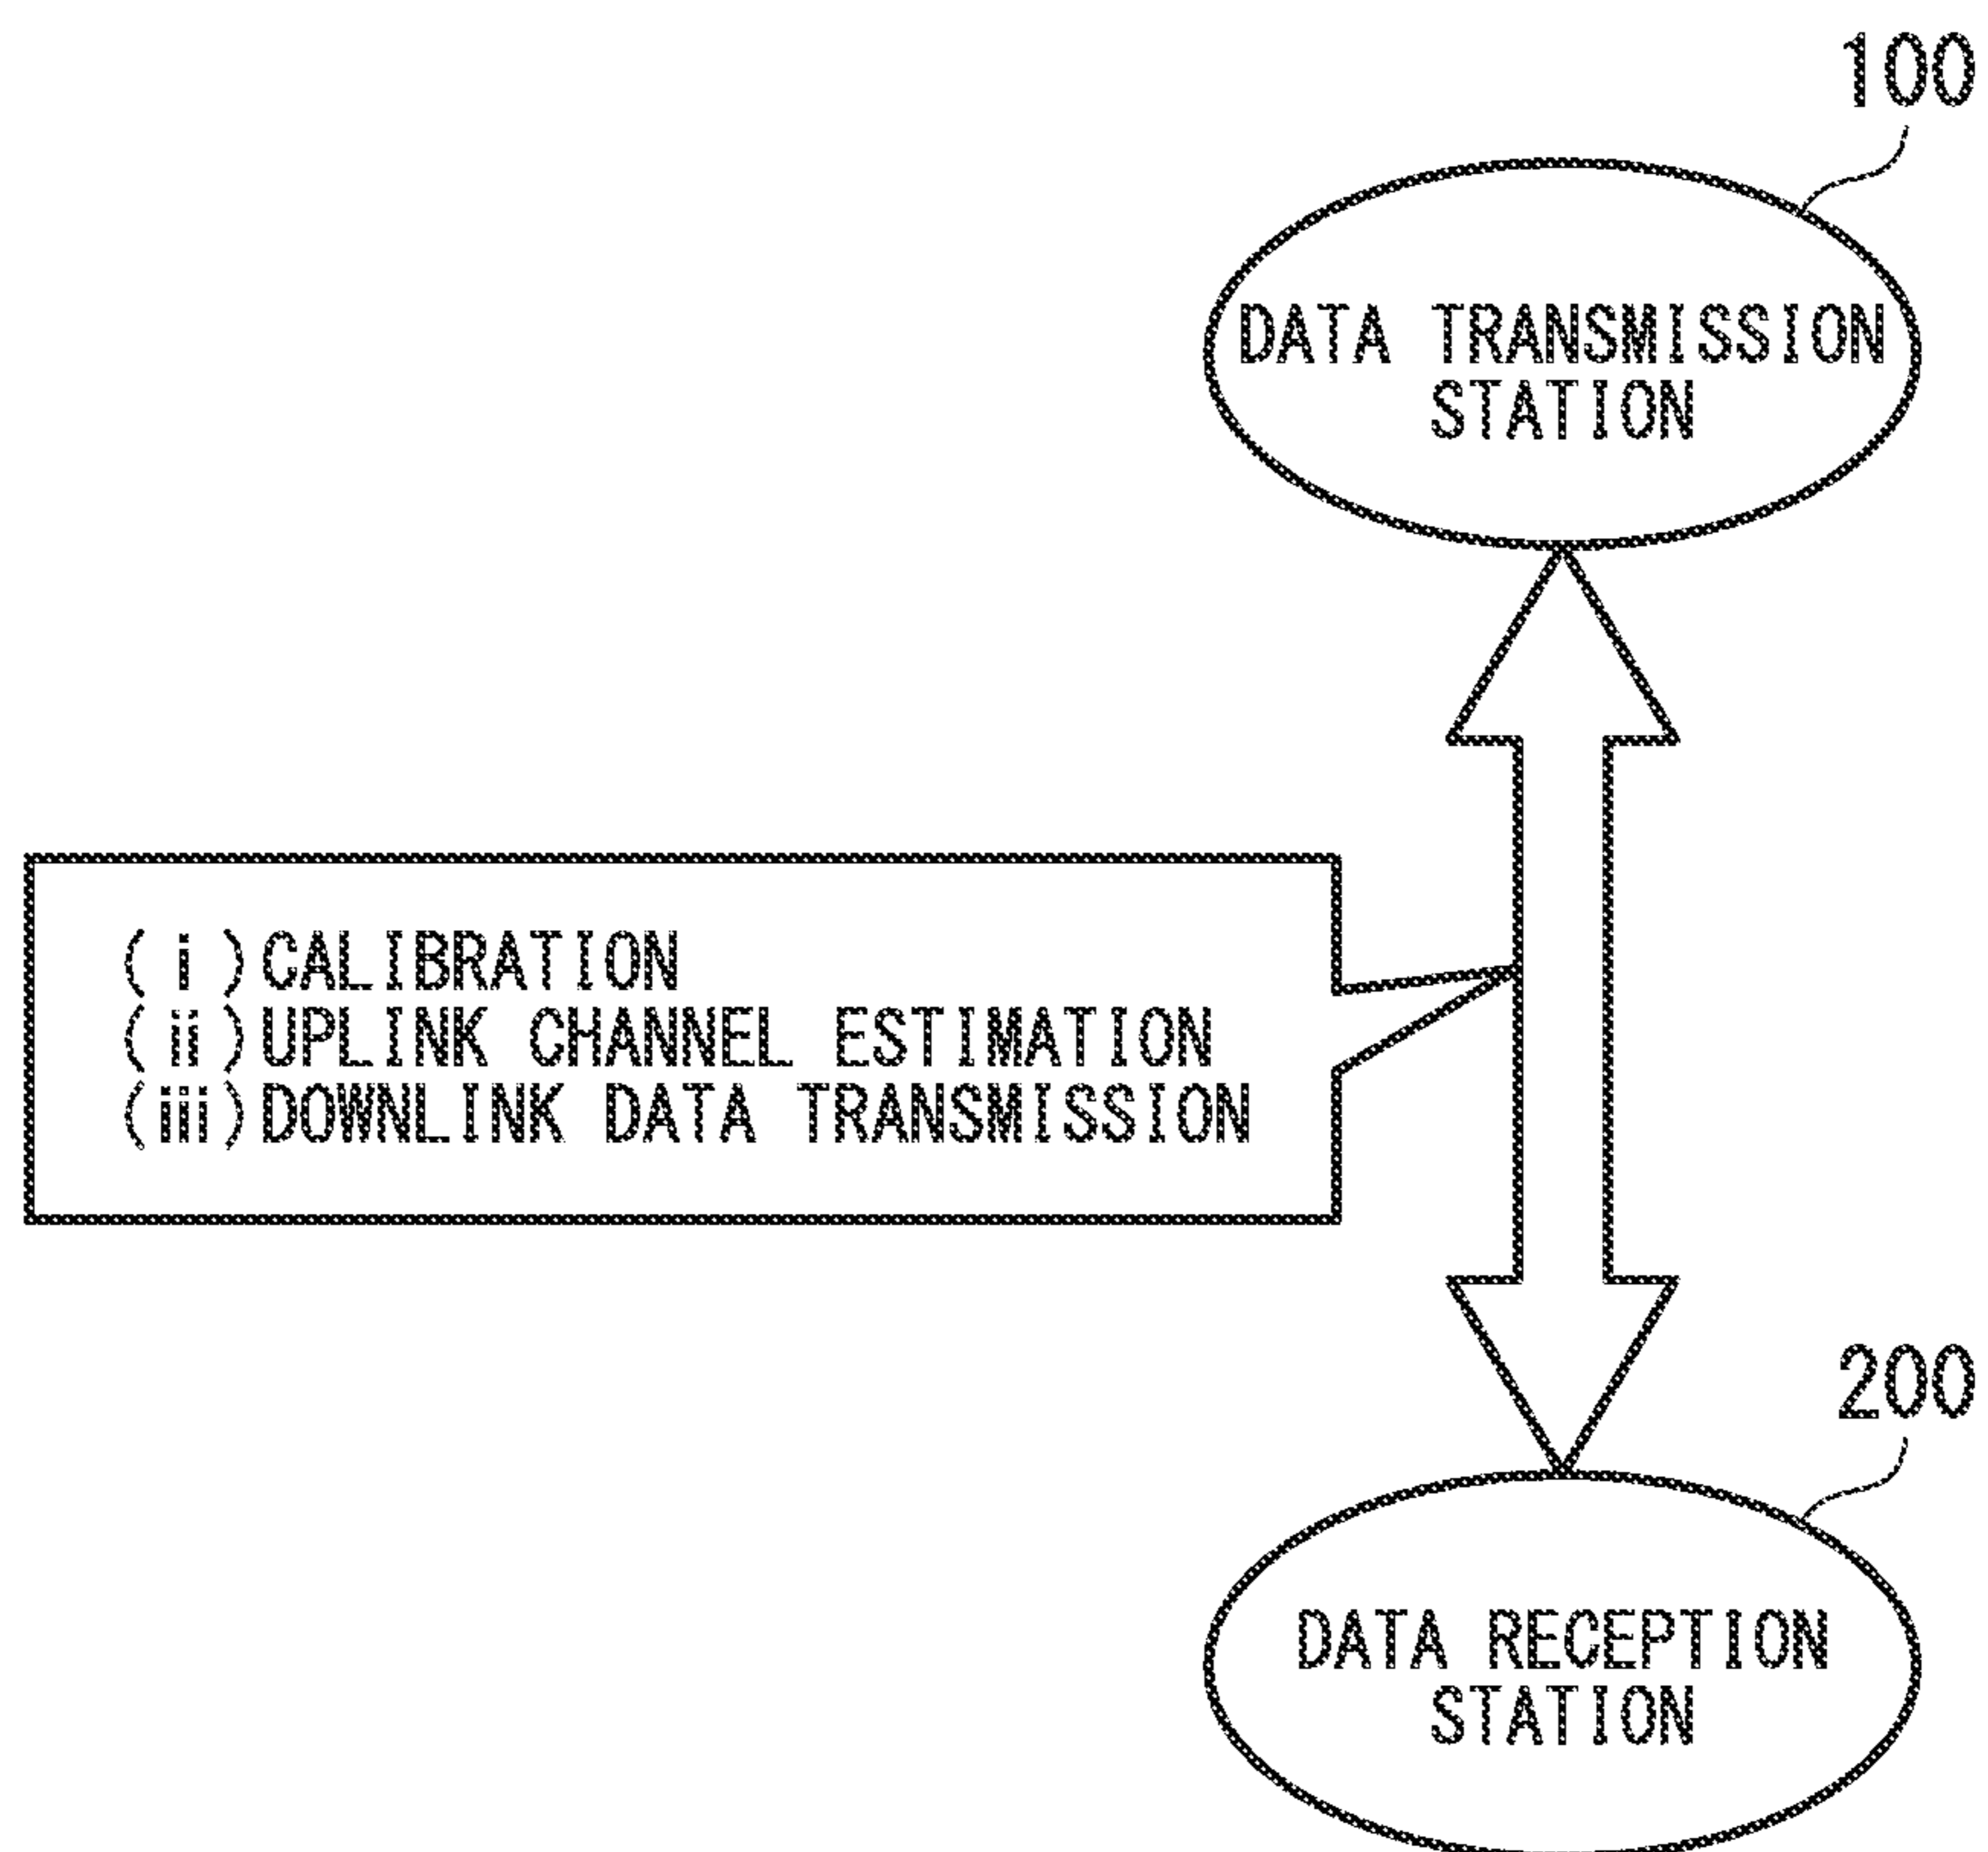 100
DATA TRANSMISSION
STATION
(i)CALIBRATION
(ii)UPLINK CHANNEL ESTIMATION
(iii)DOWNLINK DATA TRANSMISSION
200
DATA RECEPTION
STATION